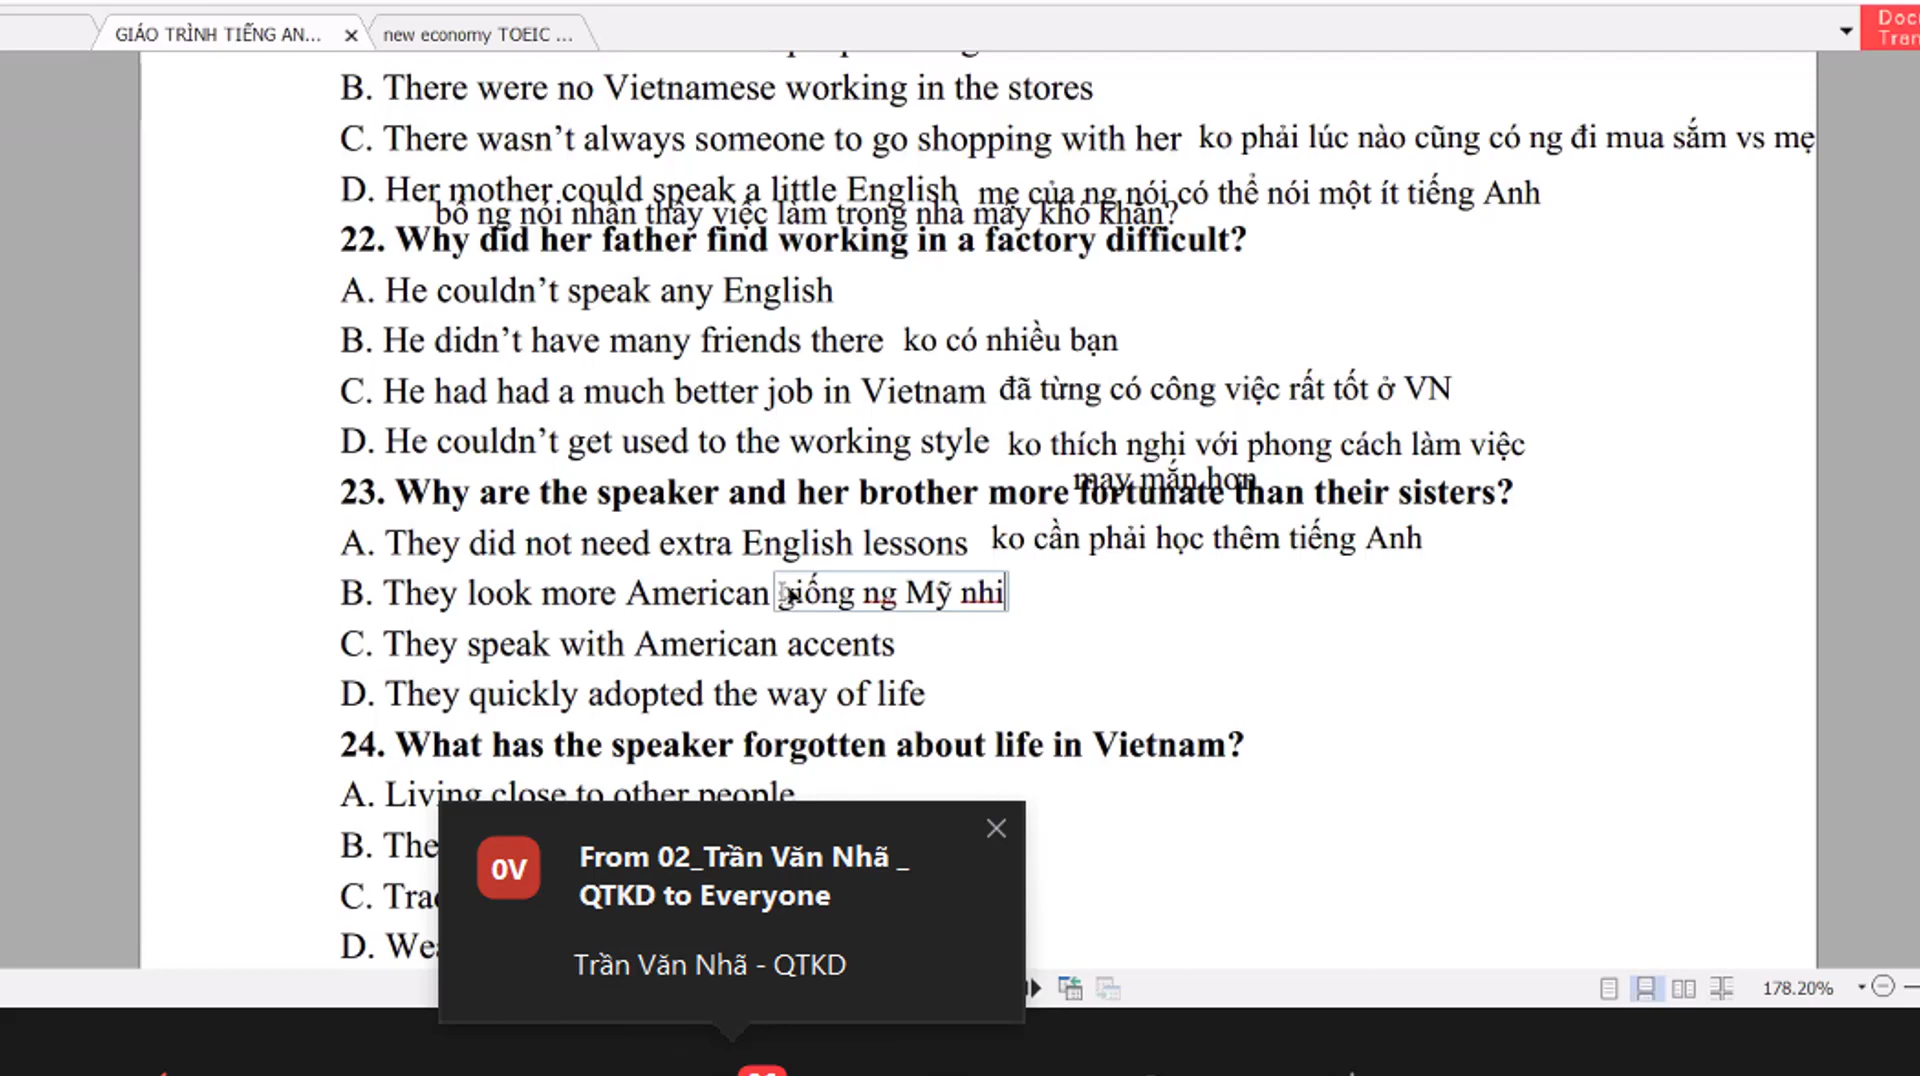 GIÁO TRÌNH TIẾNG AN...
new economy TOEIC ...
B. There were no Vietnamese working in the stores
C. There wasn't always someone to go shopping with her ko phải lúc nào cũng có ng đi mua sắm vs mẹ
D. Her mother could speak a little English mẹ của ng nói có thể nói một ít tiếng Anh
bố ng nói nhận thấy việc làm trong nhà máy khó khăn?
22. Why did her father find working in a factory difficult?
A. He couldn't speak any English
B. He didn't have many friends there ko có nhiều bạn
C. He had had a much better job in Vietnam đã từng có công việc rất tốt ở VN
D. He couldn't get used to the working style ko thích nghi với phong cách làm việc
may mắn hơn
23. Why are the speaker and her brother more fortunate than their sisters?
A. They did not need extra English lessons ko cần phải học thêm tiếng Anh
B. They look more American giống ng Mỹ nhi
C. They speak with American accents
D. They quickly adopted the way of life
24. What has the speaker forgotten about life in Vietnam?
A. Living close to other people
B. The
C.
D.
From 02_Trần Văn Nhã _
QTKD to Everyone
0V
Trần Văn Nhã - QTKD
178.20%